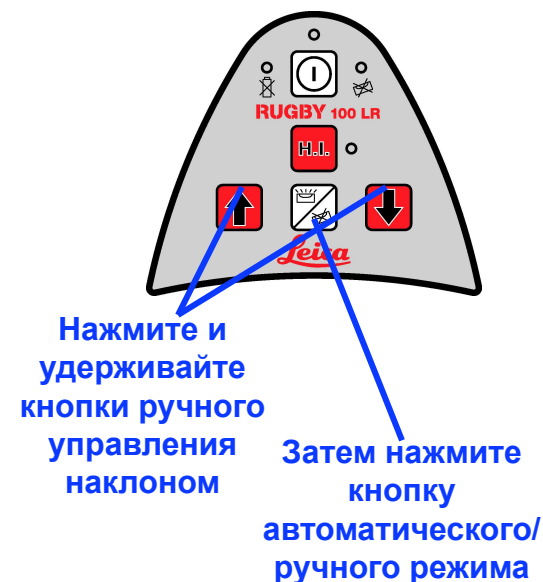 RUGBY 100 LR
H.I.
Leica
Нажмите и
удерживайте
кнопки ручного
управления
наклоном
Затем нажмите
кнопку
автоматического/
ручного режима